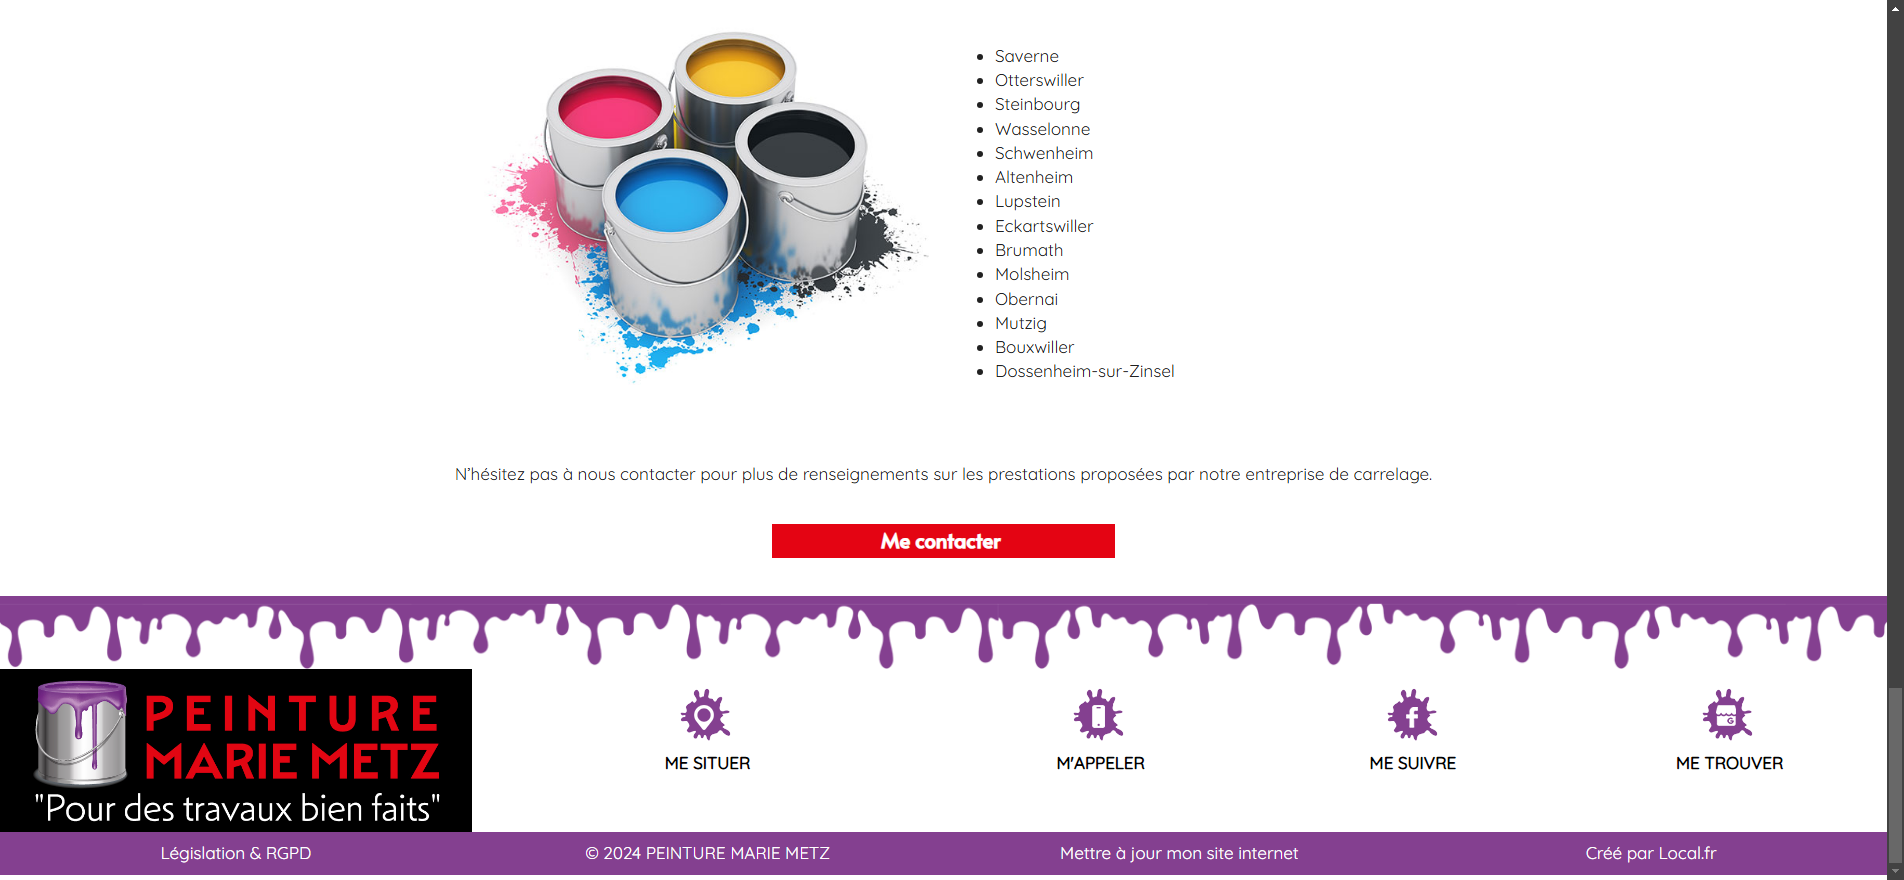 Saverne
Otterswiller
Steinbourg
Wasselonne
Schwenheim
Altenheim
Lupstein
Eckartswiller
Brumath
Molsheim
Obernai
Mutzig
Bouxwiller
Dossenheim-sur-Zinsel
N’hésitez pas à nous contacter pour plus de renseignements sur les prestations proposées par notre entreprise de carrelage.
Me contacter
PEINTURE
MARIE METZ
"Pour des travaux bien faits"
ME SITUER
M'APPELER
ME SUIVRE
G
ME TROUVER
Législation & RGPD
© 2024 PEINTURE MARIE METZ
Mettre à jour mon site internet
Créé par Local.fr